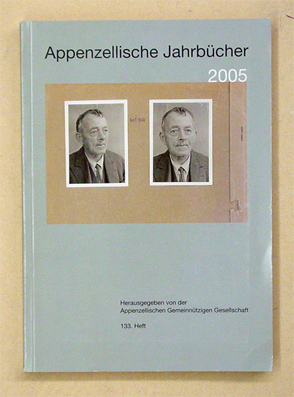 Appenzellische Jahrbücher
2005
Herausgegeben von der
Appenzellischen Gemeinnützigen Gesellschaft
133. Heft